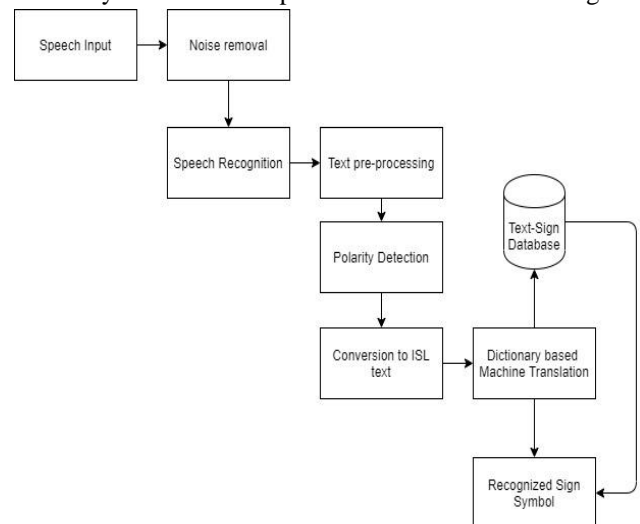 Speech Input
Noise removal
Speech Recognition
Text pre-processing
Text-Sign
Database
Polarity Detection
Conversion to ISL
text
Dictionary based
Machine Translation
Recognized Sign
Symbol